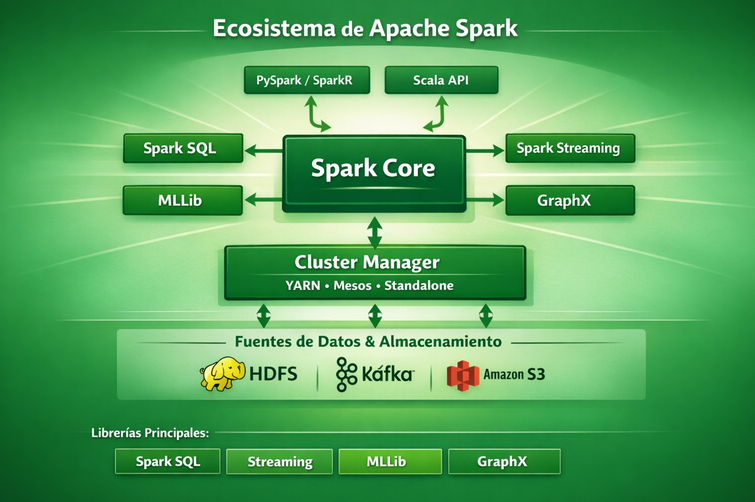 Ecosistema de Apache Spark
PySpark / SparkR
Scala API
Spark SQL
Spark Core
Spark Streaming
MLLib
GraphX
Cluster Manager
YARN • Mesos • Standalone
Fuentes de Datos & Almacenamiento
HDFS
Káfka
Amazon S3
Librerías Principales:
Spark SQL
Streaming
MLLib
GraphX